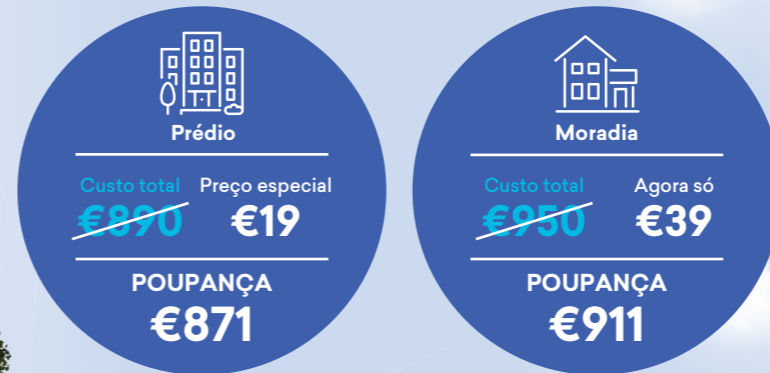 Prédio
Custo total Preço especial
€890 €19
POUPANÇA
€871
Moradia
Custo total Agora só
€950 €39
POUPANÇA
€911